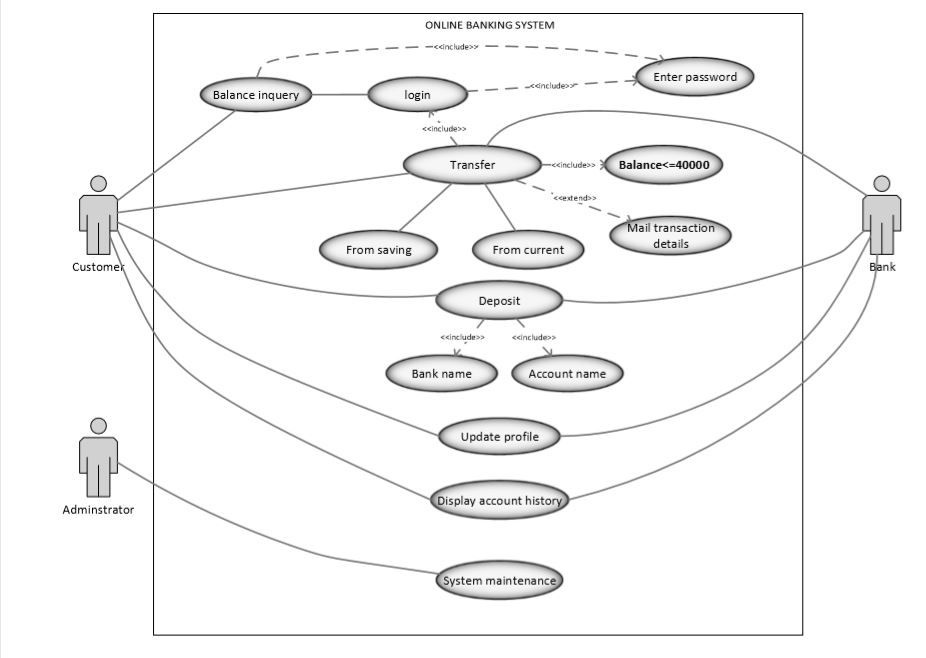 ONLINE BANKING SYSTEM
<<include>>
Enter password
Balance inquery
login
<<include>>
<<include>>
Transfer
<<include>>
Balance<=40000
<<extend>>
Mail transaction
details
From saving
From current
Customer
Bank
Deposit
<<include>>
<<include>>
Bank name
Account name
Update profile
Display account history
Adminstrator
System maintenance